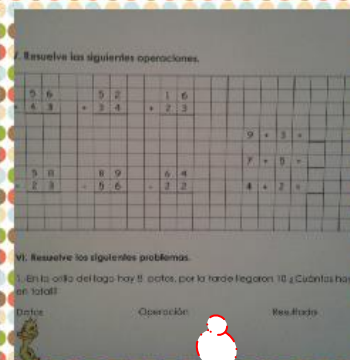 V. Resuelve las siguientes operaciones.
5 6 5 2 1 6
+ 4 3 + 3 4 + 2 3
9 + 3 =
7 + 5 =
5 8 8 9 6 4
- 2 3 - 5 6 - 2 2 4 + 2 =
VI. Resuelve los siguientes problemas.
1. En la orilla del lago hay 8 patos, por la tarde llegaron 10 ¿Cuántos hay
en total?
Datos Operación Resultado